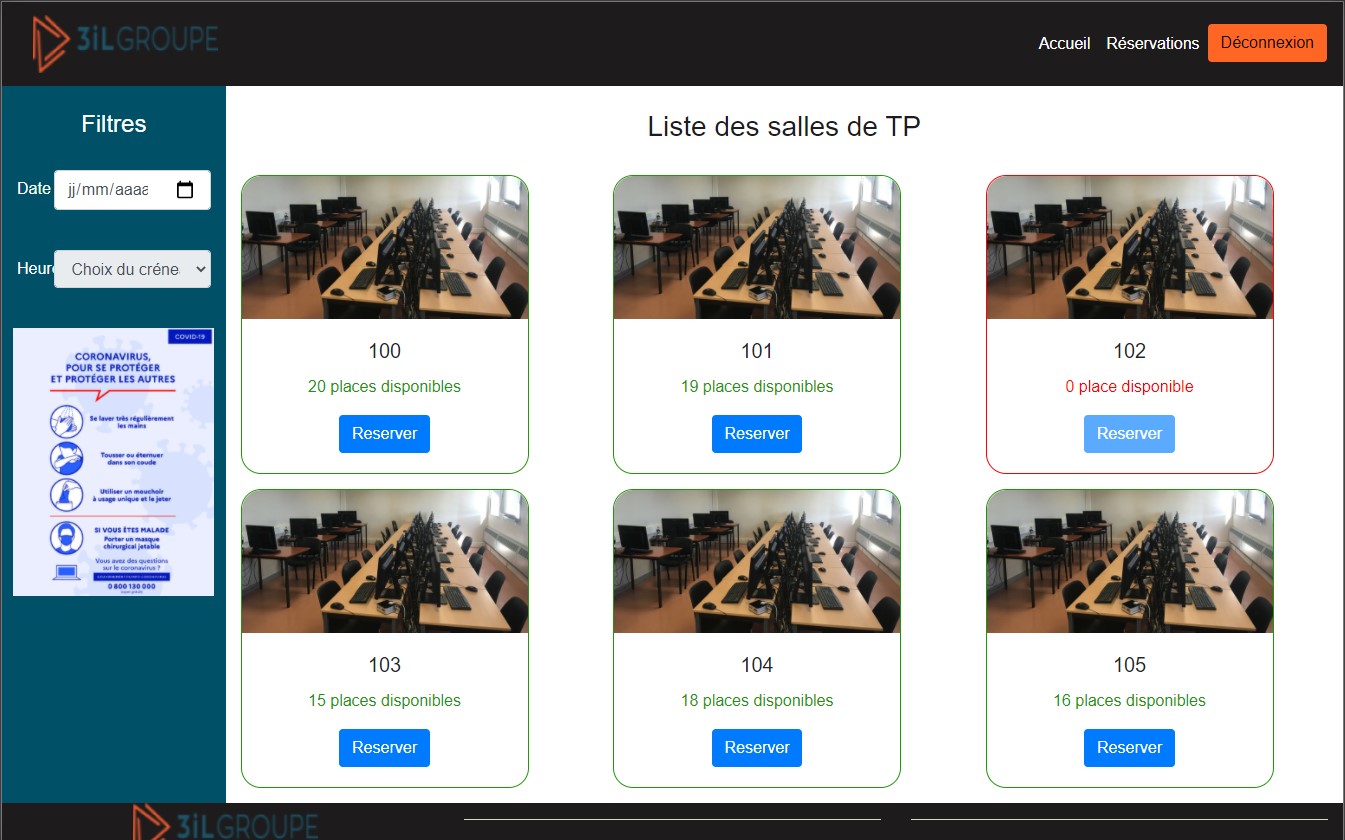 3iLGROUPE
Accueil Réservations Déconnexion
Filtres
Date jj/mm/aaaa
Heure Choix du créne
COVID-19
CORONAVIRUS,
POUR SE PROTÉGER
ET PROTÉGER LES AUTRES
Se laver très régulièrement
les mains
Tousser ou éternuer
dans son coude
Utiliser un mouchoir
à usage unique et le jeter
SI VOUS ÊTES MALADE
Porter un masque
chirurgical jetable
Vous avez des questions
sur le coronavirus ?
0 800 130 000
Liste des salles de TP
100
20 places disponibles
Reserver
101
19 places disponibles
Reserver
102
0 place disponible
Reserver
103
15 places disponibles
Reserver
104
18 places disponibles
Reserver
105
16 places disponibles
Reserver
3iLGROUPE